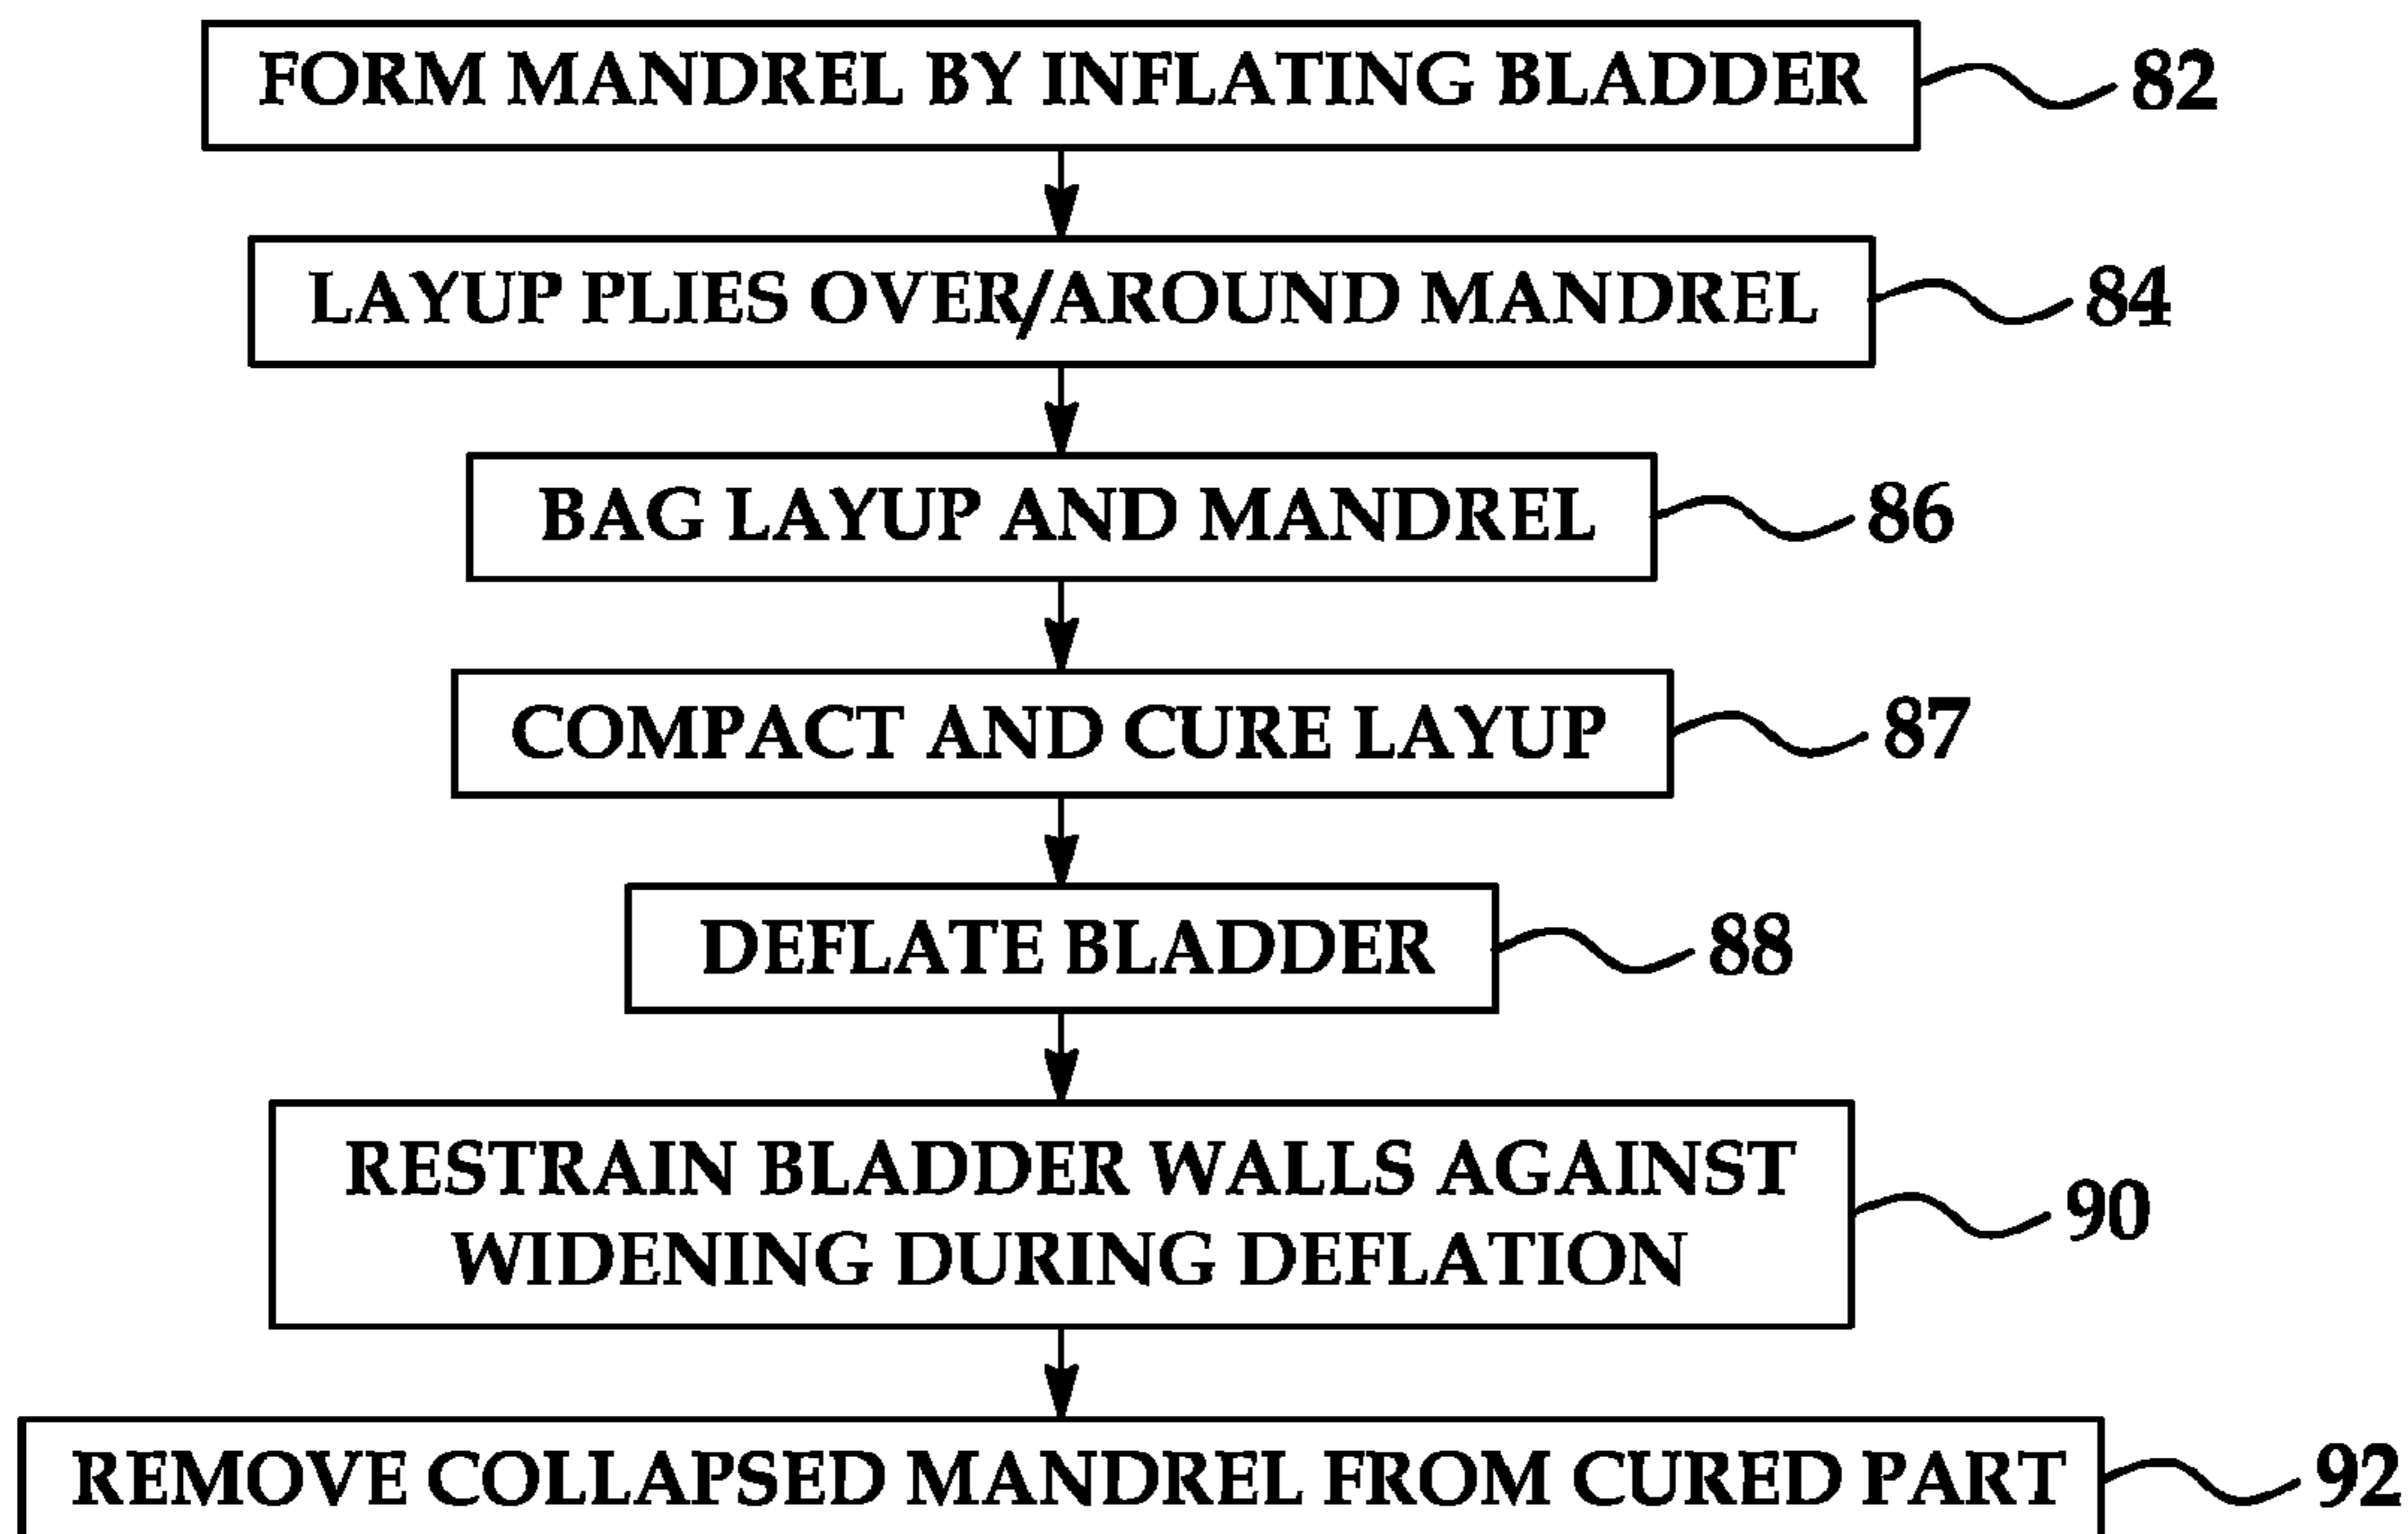 FORM MANDREL BY INFLATING BLADDER 82
LAYUP PLIES OVER/AROUND MANDREL 84
BAG LAYUP AND MANDREL 86
COMPACT AND CURE LAYUP 87
DEFLATE BLADDER 88
RESTRAIN BLADDER WALLS AGAINST
WIDENING DURING DEFLATION 90
REMOVE COLLAPSED MANDREL FROM CURED PART 92